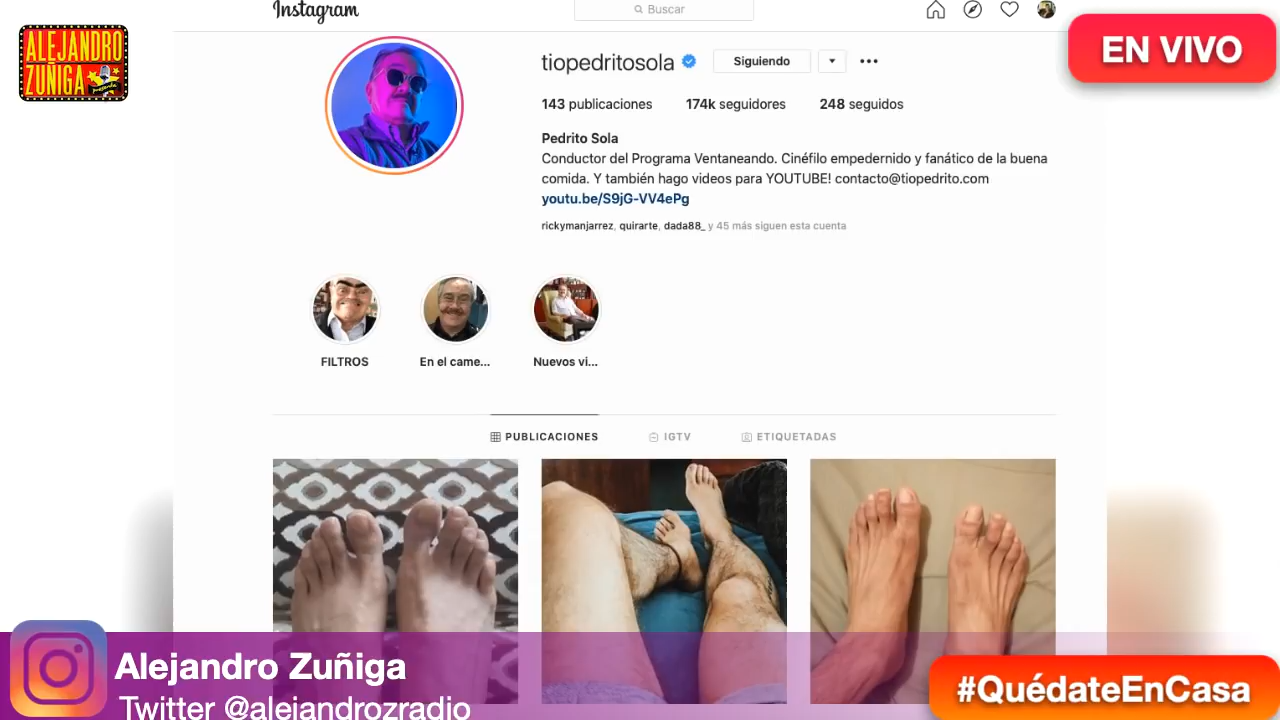 Instagram
Buscar
ALEJANDRO
ZÚÑIGA
EN VIVO
tiopedritosola
Siguiendo
143 publicaciones 174k seguidores 248 seguidos
Pedrito Sola
Conductor del Programa Ventaneando. Cinéfilo empedernido y fanático de la buena
comida. Y también hago videos para YOUTUBE! contacto@tiopedrito.com
youtu.be/S9jG-VV4ePg
rickymanjarrez, quirarte, dada88_ y 45 más siguen esta cuenta
FILTROS En el came... Nuevos vi...
PUBLICACIONES IGTV ETIQUETADAS
Alejandro Zuñiga
Twitter @alejandrozradio
#QuédateEnCasa